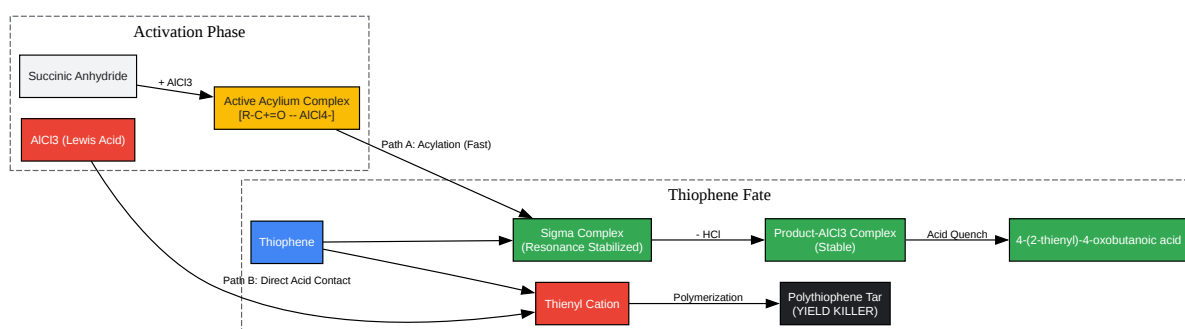 Activation Phase
Succinic Anhydride
+ AlCl3
Active Acylium Complex
[R-C+=O -- AlCl4-]
AlCl3 (Lewis Acid)
Path A: Acylation (Fast)
Thiophene Fate
Thiophene
Sigma Complex
(Resonance Stabilized)
- HCl
Product-AlCl3 Complex
(Stable)
Acid Quench
4-(2-thienyl)-4-oxobutanoic acid
Path B: Direct Acid Contact
Thienyl Cation
Polymerization
Polythiophene Tar
(YIELD KILLER)